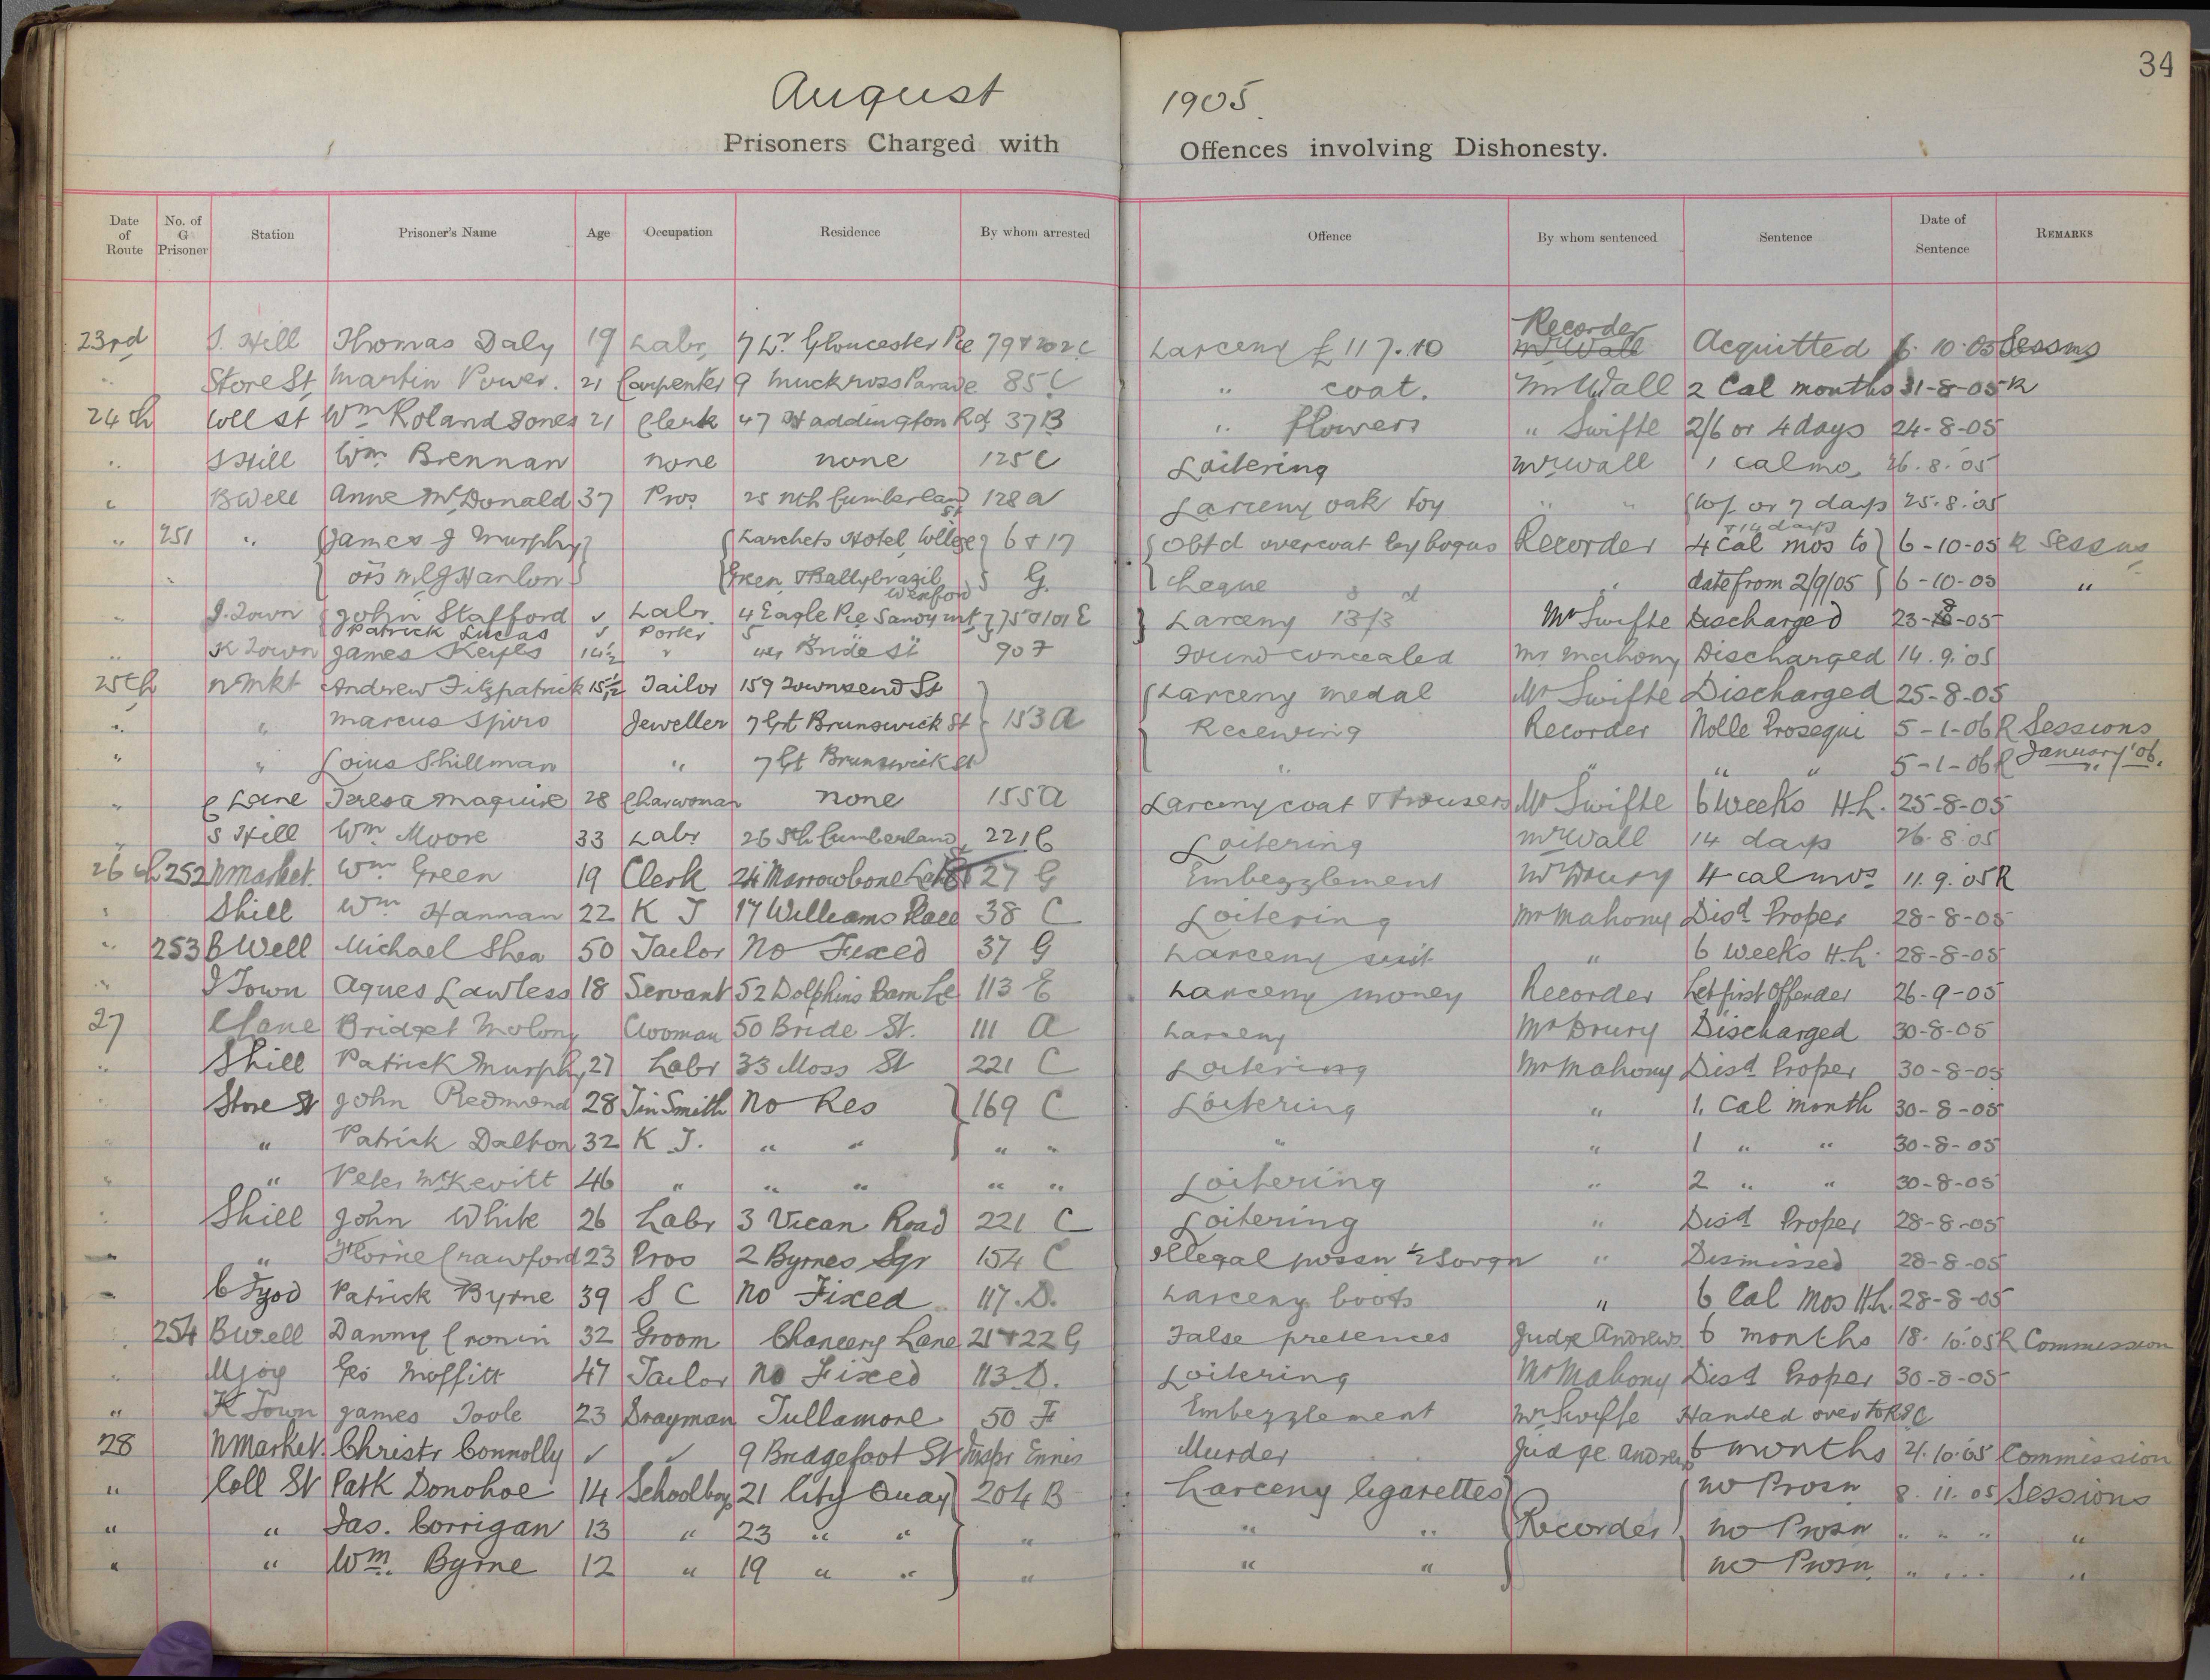 34
August 1905
Prisoners Charged with Offences involving Dishonesty.
Date of Route No. of G Prisoner Station Prisoner's Name Age Occupation Residence By whom arrested Offence By whom sentenced Sentence Date of Sentence REMARKS
23rd S. Hill Thomas Daly 19 Labr 7 Lr Gloucester Ple 79 & 202 C Larceny £117.10 Recorder Mr Wall Acquitted 6.10.05 Sessns
" Store St Martin Power. 21 Carpenter 9 Muckross Parade 85 C " coat. Mr Wall 2 Cal months 31-8-05 R
24th Coll St Wm Roland Jones 21 Clerk 47 Haddington Rd 37 B " flowers " Swifte 2/6 or 4 days 24-8-05
" S Hill Wm Brennan none none 125 C Loitering Mr Wall 1 cal mo. 26.8.05
" B Well Anne McDonald 37 Pros 25 Nth Cumberland St 128 A Larceny oak toy " " 10/- or 7 days 25.8.05
" 251 " James J Murphy Larchets Hotel College 6 & 17 Obtd overcoat by bogus Recorder 4 Cal mos & 14 days to 6-10-05 R Sessns
" ors Ml J Hanlon Green & Ballybrazil Wexford G. Cheque " date from 2/9/05 6-10-05 "
" I. Town John Stafford ✓ Labr. 4 Eagle Ple Sandymt 75 & 101 E Larceny 13s/3d Mr Swifte Discharged 23-8-05
Patrick Lucas ✓ Porter 5
" K Town James Keyes 14½ " Bride St 90 F Found concealed Mr Mahony Discharged 14.9.05
25th N Mkt Andrew Fitzpatrick 15½ Tailor 159 Townsend St Larceny medal Mr Swifte Discharged 25-8-05
" " Marcus Spiro Jeweller 7 Grt Brunswick St 153 A Receiving Recorder Nolle Prosequi 5-1-06 R Sessions
" " Loius Shillman " 7 Gt Brunswick St " " " " 5-1-06 R January '06.
" C Lane Teresa Maguire 28 Charwoman none 155 A Larceny coat & trousers Mr Swifte 6 Weeks H.L. 25-8-05
" S Hill Wm Moore 33 Labr 26 Sth Cumberland St 221 C Loitering Mr Wall 14 days 26.8.05
26th 252 N market. Wm Green 19 Clerk 24 Marrowbone Lane 27 G Embezzlement Mr Drury 4 cal mos 11.9.05 R
" S hill Wm Hannan 22 K J 17 Williams Place 38 C Loitering Mr Mahony Disd Proper 28-8-05
" 253 B Well Michael Shea 50 Tailor No Fixed 37 G Larceny suit " 6 weeks H.L. 28-8-05
" I Town Agnes Lawless 18 Servant 52 Dolphins Barn Le 113 E Larceny money Recorder Let first Offender 26-9-05
27 C Lane Bridget Molony C woman 50 Bride St. 111 A Larceny Mr Drury Discharged 30-8-05
" S hill Patrick Murphy 27 Labr 33 Moss St 221 C Loitering Mr Mahony Disd Proper 30-8-05
" Store St John Redmond 28 Tin Smith No Res 169 C Loitering " 1. Cal month 30-8-05
" " Patrick Dalton 32 K J. " " " " " " 1 " " 30-8-05
" " Peter McKevitt 46 " " " " " Loitering " 2 " " 30-8-05
" S hill John White 26 Labr 3 Vican Road 221 C Loitering " Disd Proper 28-8-05
" " Florrie Crawford 23 Pros 2 Byrnes Sqr 154 C Illegal possn ½ Sovgn " Dismissed 28-8-05
" C Tyod Patrick Byrne 39 S C No Fixed 117.D. Larceny boots " 6 Cal Mos H.L. 28-8-05
254 B Well Danny Cronin 32 Groom Chancery Lane 21 & 22 G False pretences Judge Andrews. 6 months 18.10.05 R Commission
" Mjoy Geo Moffitt 47 Tailor No Fixed 113.D. Loitering Mr Mahony Disd Proper 30-8-05
" K Town James Toole 23 Drayman Tullamore 50 F Embezzlement Mr Swifte Handed over to R I C
28 N Market. Christr Connolly ✓ ✓ 9 Bridgefoot St Inspr Ennis Murder Judge Andrews 6 months 21.10.05 Commission
" Coll St Patk Donohoe 14 Schoolboy 21 City Quay 204 B Larceny Cigarettes no Prosn 8.11.05 Sessions
" " Jas. Corrigan 13 " 23 " " " " " Recorder no Prosn " " " "
" " Wm. Byrne 12 " 19 " " " " " no Prosn. " " " "